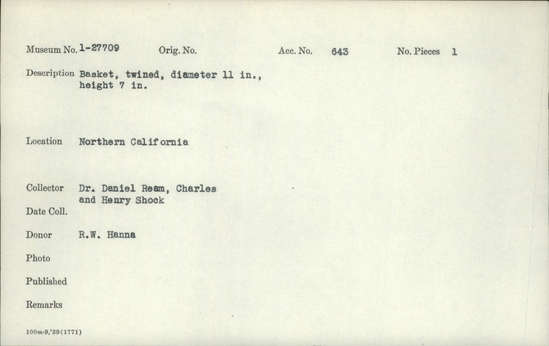 Museum No. 1-27709 Orig. No. Acc. No. 643 No. Pieces 1
Description Basket, twined, diameter 11 in.,
height 7 in.
Location Northern California
Collector Dr. Daniel Ream, Charles
and Henry Shock
Date Coll.
Donor R.W. Hanna
Photo
Published
Remarks
100m-9,'39(1771)